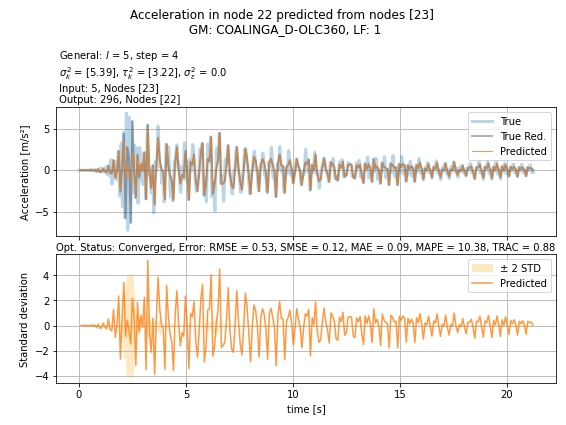 Acceleration in node 22 predicted from nodes [23]
GM: COALINGA_D-OLC360, LF: 1
General: l = 5, step = 4
σ²ₖ = [5.39], τ²ₖ = [3.22], σ²_ε = 0.0
Input: 5, Nodes [23]
Output: 296, Nodes [22]
Acceleration [m/s²]
5
0
−5
True
True Red.
Predicted
Opt. Status: Converged, Error: RMSE = 0.53, SMSE = 0.12, MAE = 0.09, MAPE = 10.38, TRAC = 0.88
Standard deviation
4
2
0
−2
−4
± 2 STD
Predicted
0 5 10 15 20
time [s]